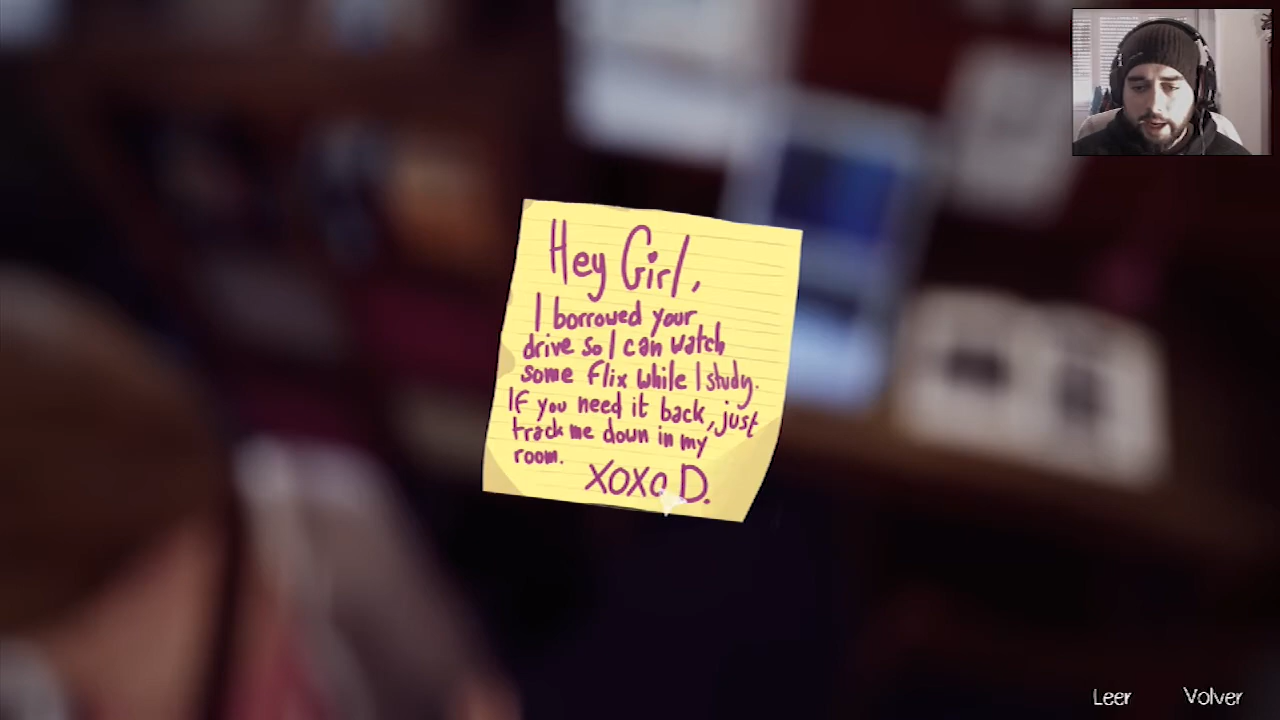 Hey Girl,
I borrowed your
drive so I can watch
some flix while I study.
If you need it back, just
track me down in my
room.
XOXO D.
Leer Volver